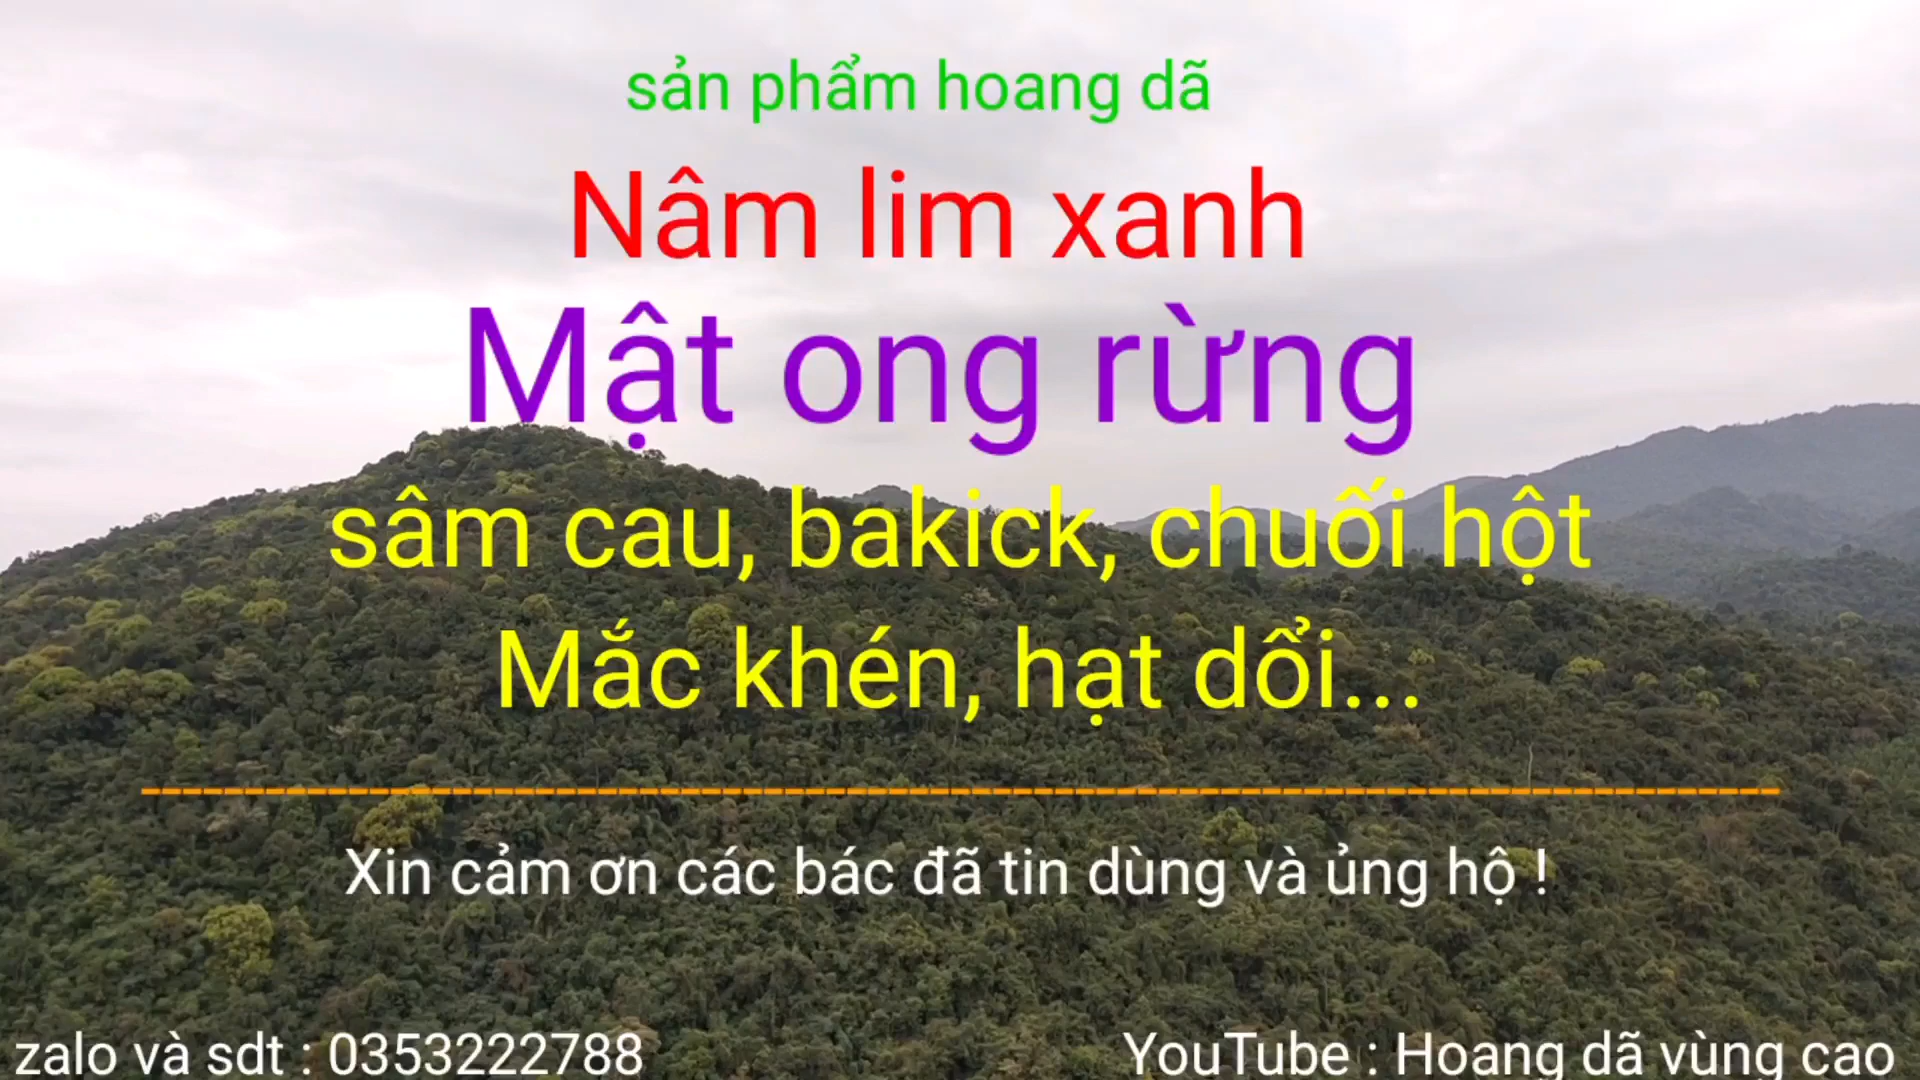 sản phẩm hoang dã
Nâm lim xanh
Mật ong rừng
sâm cau, bakick, chuối hột
Mắc khén, hạt dổi...
Xin cảm ơn các bác đã tin dùng và ủng hộ !
zalo và sdt : 0353222788
YouTube : Hoang dã vùng cao